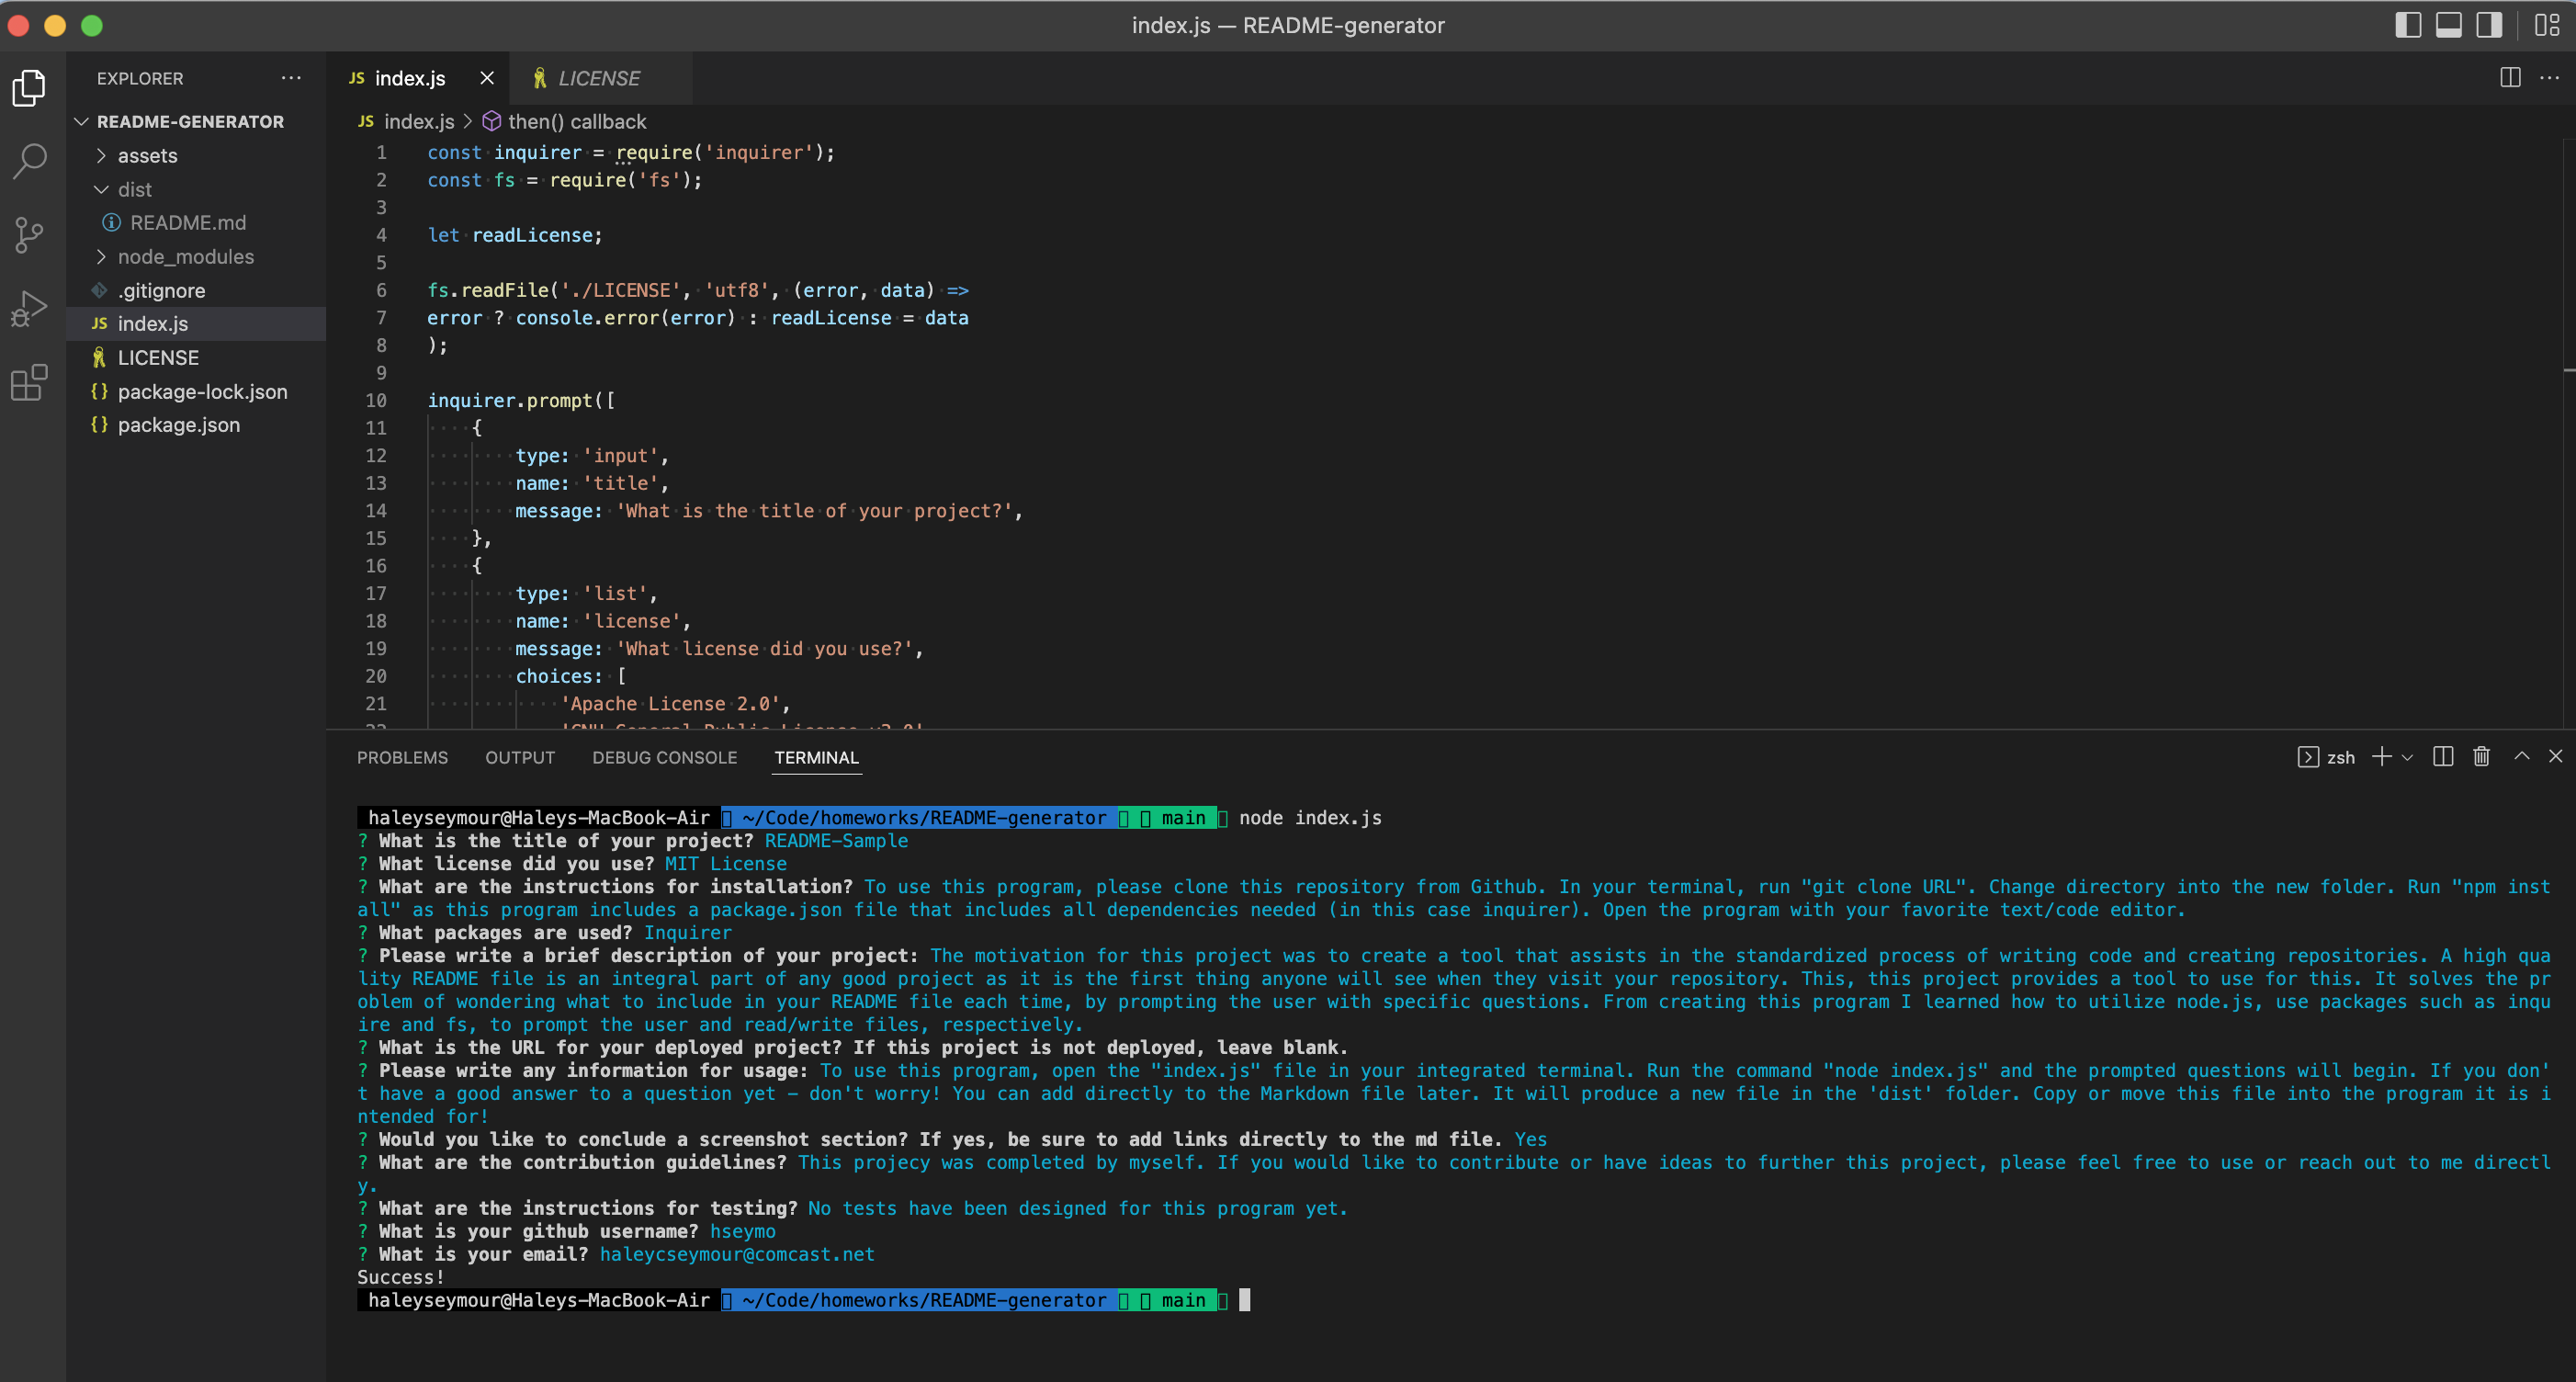 index.js — README-generator
EXPLORER
README-GENERATOR
assets
dist
README.md
node_modules
.gitignore
JS index.js
LICENSE
{} package-lock.json
{} package.json
JS index.js
LICENSE
JS index.js > then() callback
1 const inquirer = require('inquirer');
2 const fs = require('fs');
3
4 let readLicense;
5
6 fs.readFile('./LICENSE', 'utf8', (error, data) =>
7 error ? console.error(error) : readLicense = data
8 );
9
10 inquirer.prompt([
11 {
12 type: 'input',
13 name: 'title',
14 message: 'What is the title of your project?',
15 },
16 {
17 type: 'list',
18 name: 'license',
19 message: 'What license did you use?',
20 choices: [
21 'Apache License 2.0',
22 'GNU General Public License v3.0'
PROBLEMS OUTPUT DEBUG CONSOLE TERMINAL
zsh
haleyseymour@Haleys-MacBook-Air ~/Code/homeworks/README-generator main node index.js
? What is the title of your project? README-Sample
? What license did you use? MIT License
? What are the instructions for installation? To use this program, please clone this repository from Github. In your terminal, run "git clone URL". Change directory into the new folder. Run "npm inst
all" as this program includes a package.json file that includes all dependencies needed (in this case inquirer). Open the program with your favorite text/code editor.
? What packages are used? Inquirer
? Please write a brief description of your project: The motivation for this project was to create a tool that assists in the standardized process of writing code and creating repositories. A high qua
lity README file is an integral part of any good project as it is the first thing anyone will see when they visit your repository. This, this project provides a tool to use for this. It solves the pr
oblem of wondering what to include in your README file each time, by prompting the user with specific questions. From creating this program I learned how to utilize node.js, use packages such as inqu
ire and fs, to prompt the user and read/write files, respectively.
? What is the URL for your deployed project? If this project is not deployed, leave blank.
? Please write any information for usage: To use this program, open the "index.js" file in your integrated terminal. Run the command "node index.js" and the prompted questions will begin. If you don'
t have a good answer to a question yet – don't worry! You can add directly to the Markdown file later. It will produce a new file in the 'dist' folder. Copy or move this file into the program it is i
ntended for!
? Would you like to conclude a screenshot section? If yes, be sure to add links directly to the md file. Yes
? What are the contribution guidelines? This projecy was completed by myself. If you would like to contribute or have ideas to further this project, please feel free to use or reach out to me directl
y.
? What are the instructions for testing? No tests have been designed for this program yet.
? What is your github username? hseymo
? What is your email? haleycseymour@comcast.net
Success!
haleyseymour@Haleys-MacBook-Air ~/Code/homeworks/README-generator main